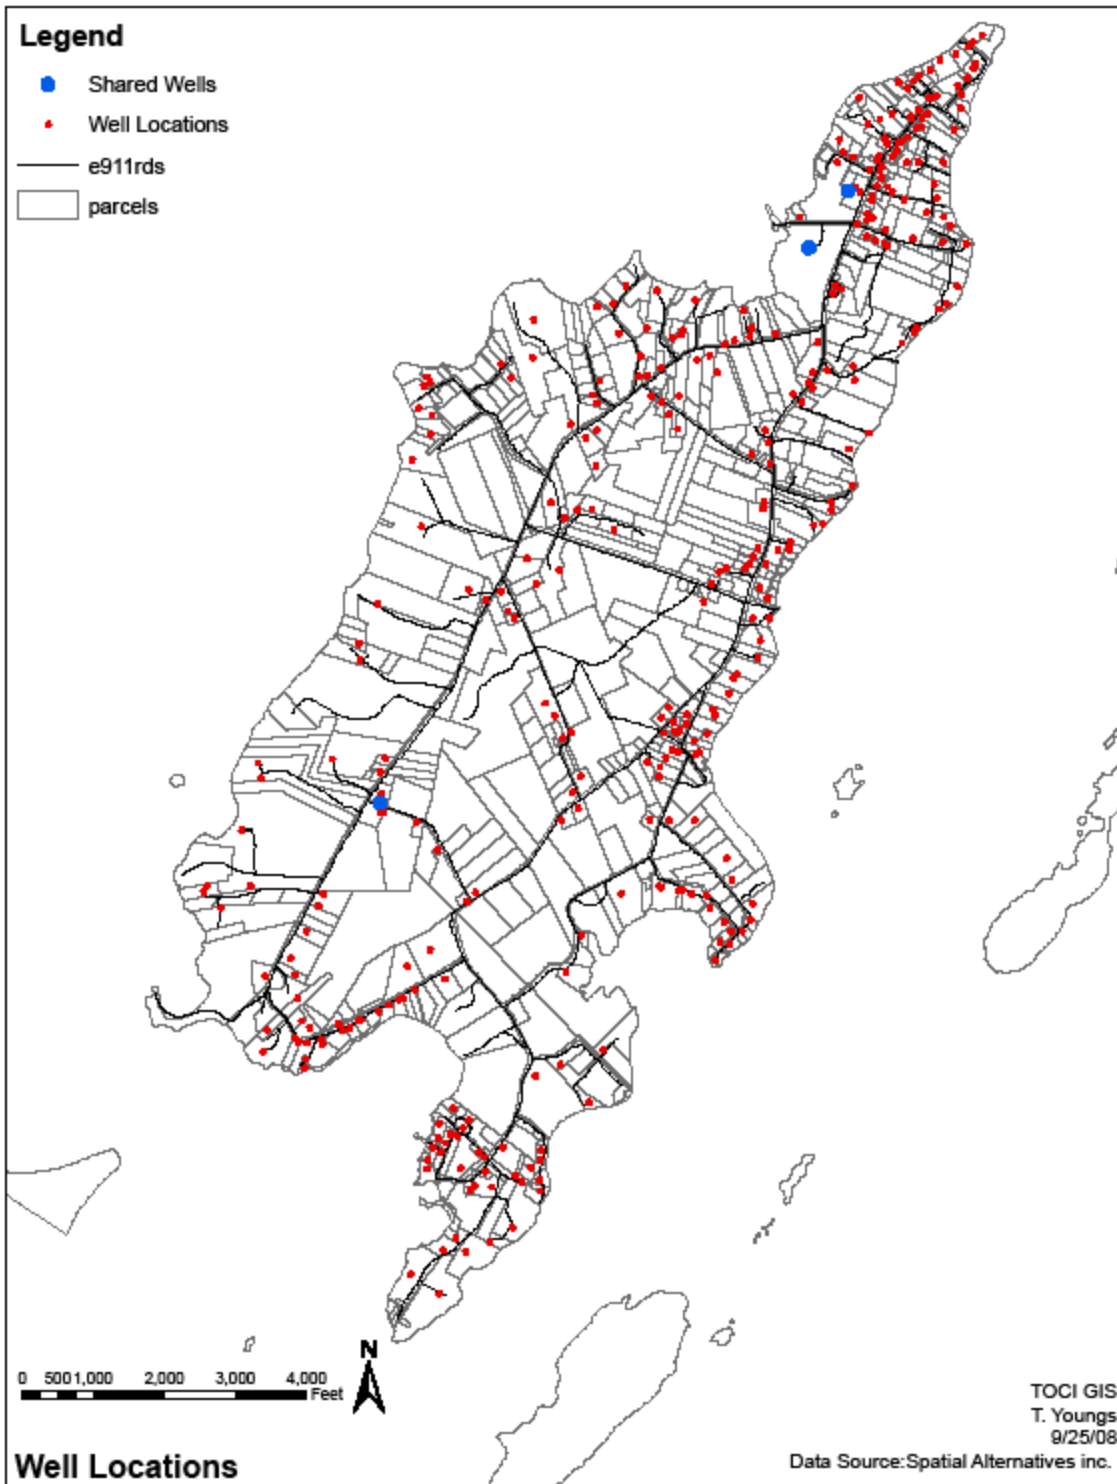 Legend
Shared Wells
Well Locations
e911rds
parcels
N
0 500 1,000 2,000 3,000 4,000
Feet
TOCI GIS
T. Youngs
9/25/08
Data Source:Spatial Alternatives inc.
Well Locations